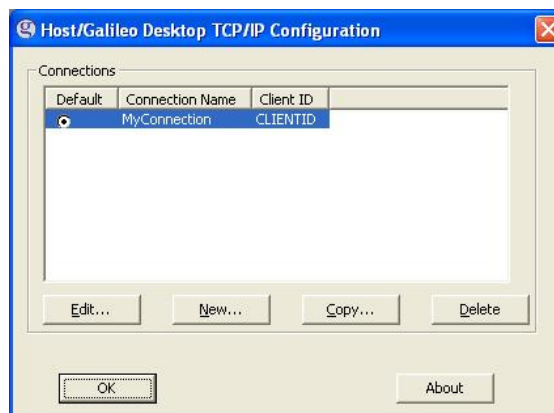 Host/Galileo Desktop TCP/IP Configuration
Connections
Default Connection Name Client ID
MyConnection CLIENTID
Edit... New... Copy... Delete
OK About